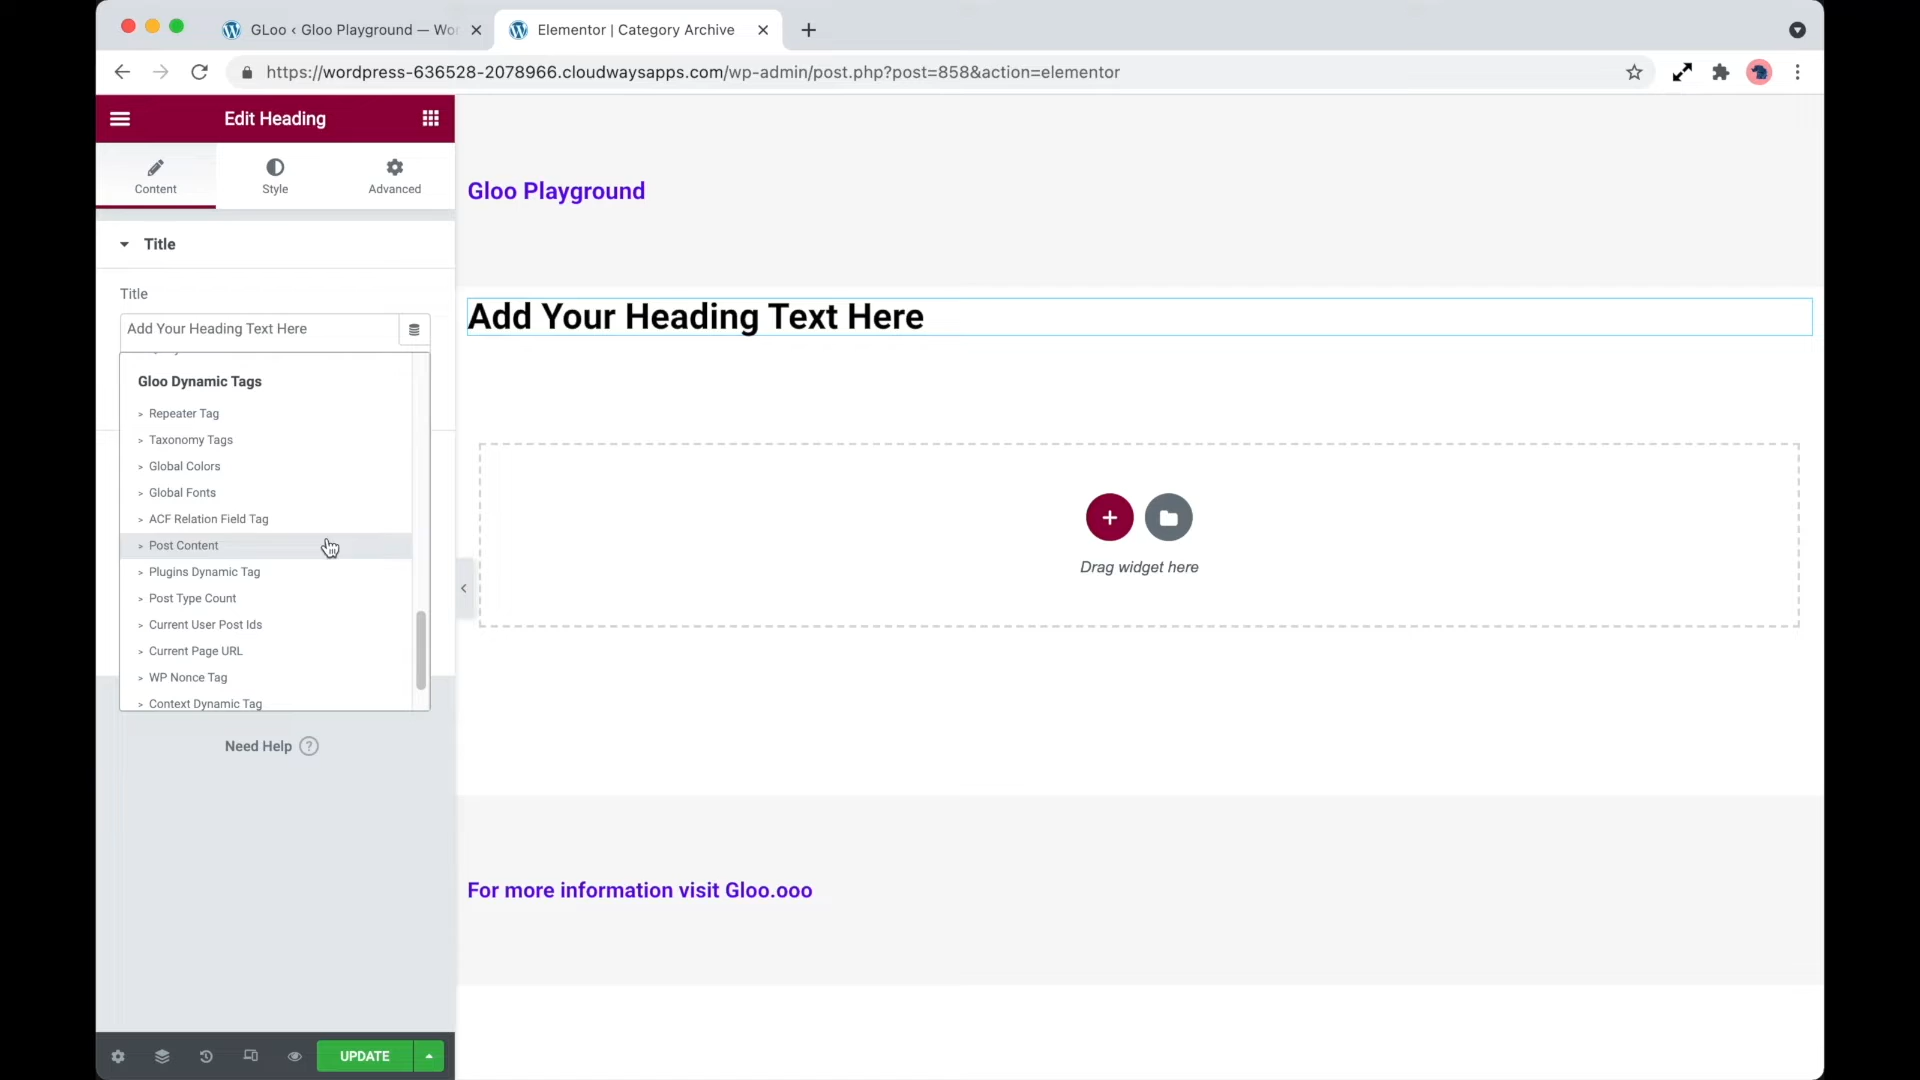 GLoo ‹ Gloo Playground — Wor
Elementor | Category Archive
https://wordpress-636528-2078966.cloudwaysapps.com/wp-admin/post.php?post=858&action=elementor
Edit Heading
Content
Style
Advanced
Title
Title
Add Your Heading Text Here
Gloo Dynamic Tags
> Repeater Tag
> Taxonomy Tags
> Global Colors
> Global Fonts
> ACF Relation Field Tag
> Post Content
> Plugins Dynamic Tag
> Post Type Count
> Current User Post Ids
> Current Page URL
> WP Nonce Tag
> Context Dynamic Tag
Need Help ?
UPDATE
Gloo Playground
Add Your Heading Text Here
Drag widget here
For more information visit Gloo.ooo